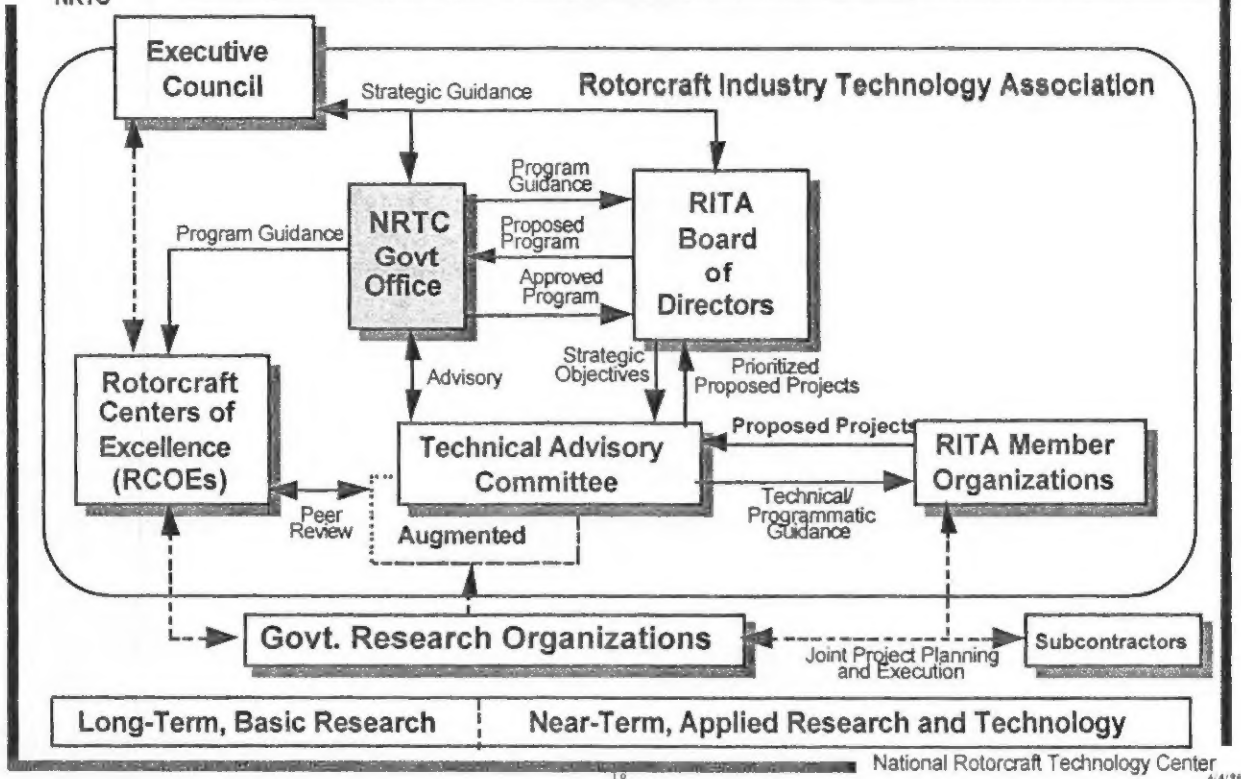 Executive
Council
Rotorcraft Industry Technology Association
Strategic Guidance
Program
Guidance
NRTC
Govt
Office
RITA
Board
of
Directors
Program Guidance
Proposed
Program
Approved
Program
Strategic
Objectives
Prioritized
Proposed Projects
Advisory
Rotorcraft
Centers of
Excellence
(RCOEs)
Technical Advisory
Committee
Proposed Projects
RITA Member
Organizations
Technical/
Programmatic
Guidance
Peer
Review
Augmented
Govt. Research Organizations
Joint Project Planning
and Execution
Subcontractors
Long-Term, Basic Research
Near-Term, Applied Research and Technology
National Rotorcraft Technology Center